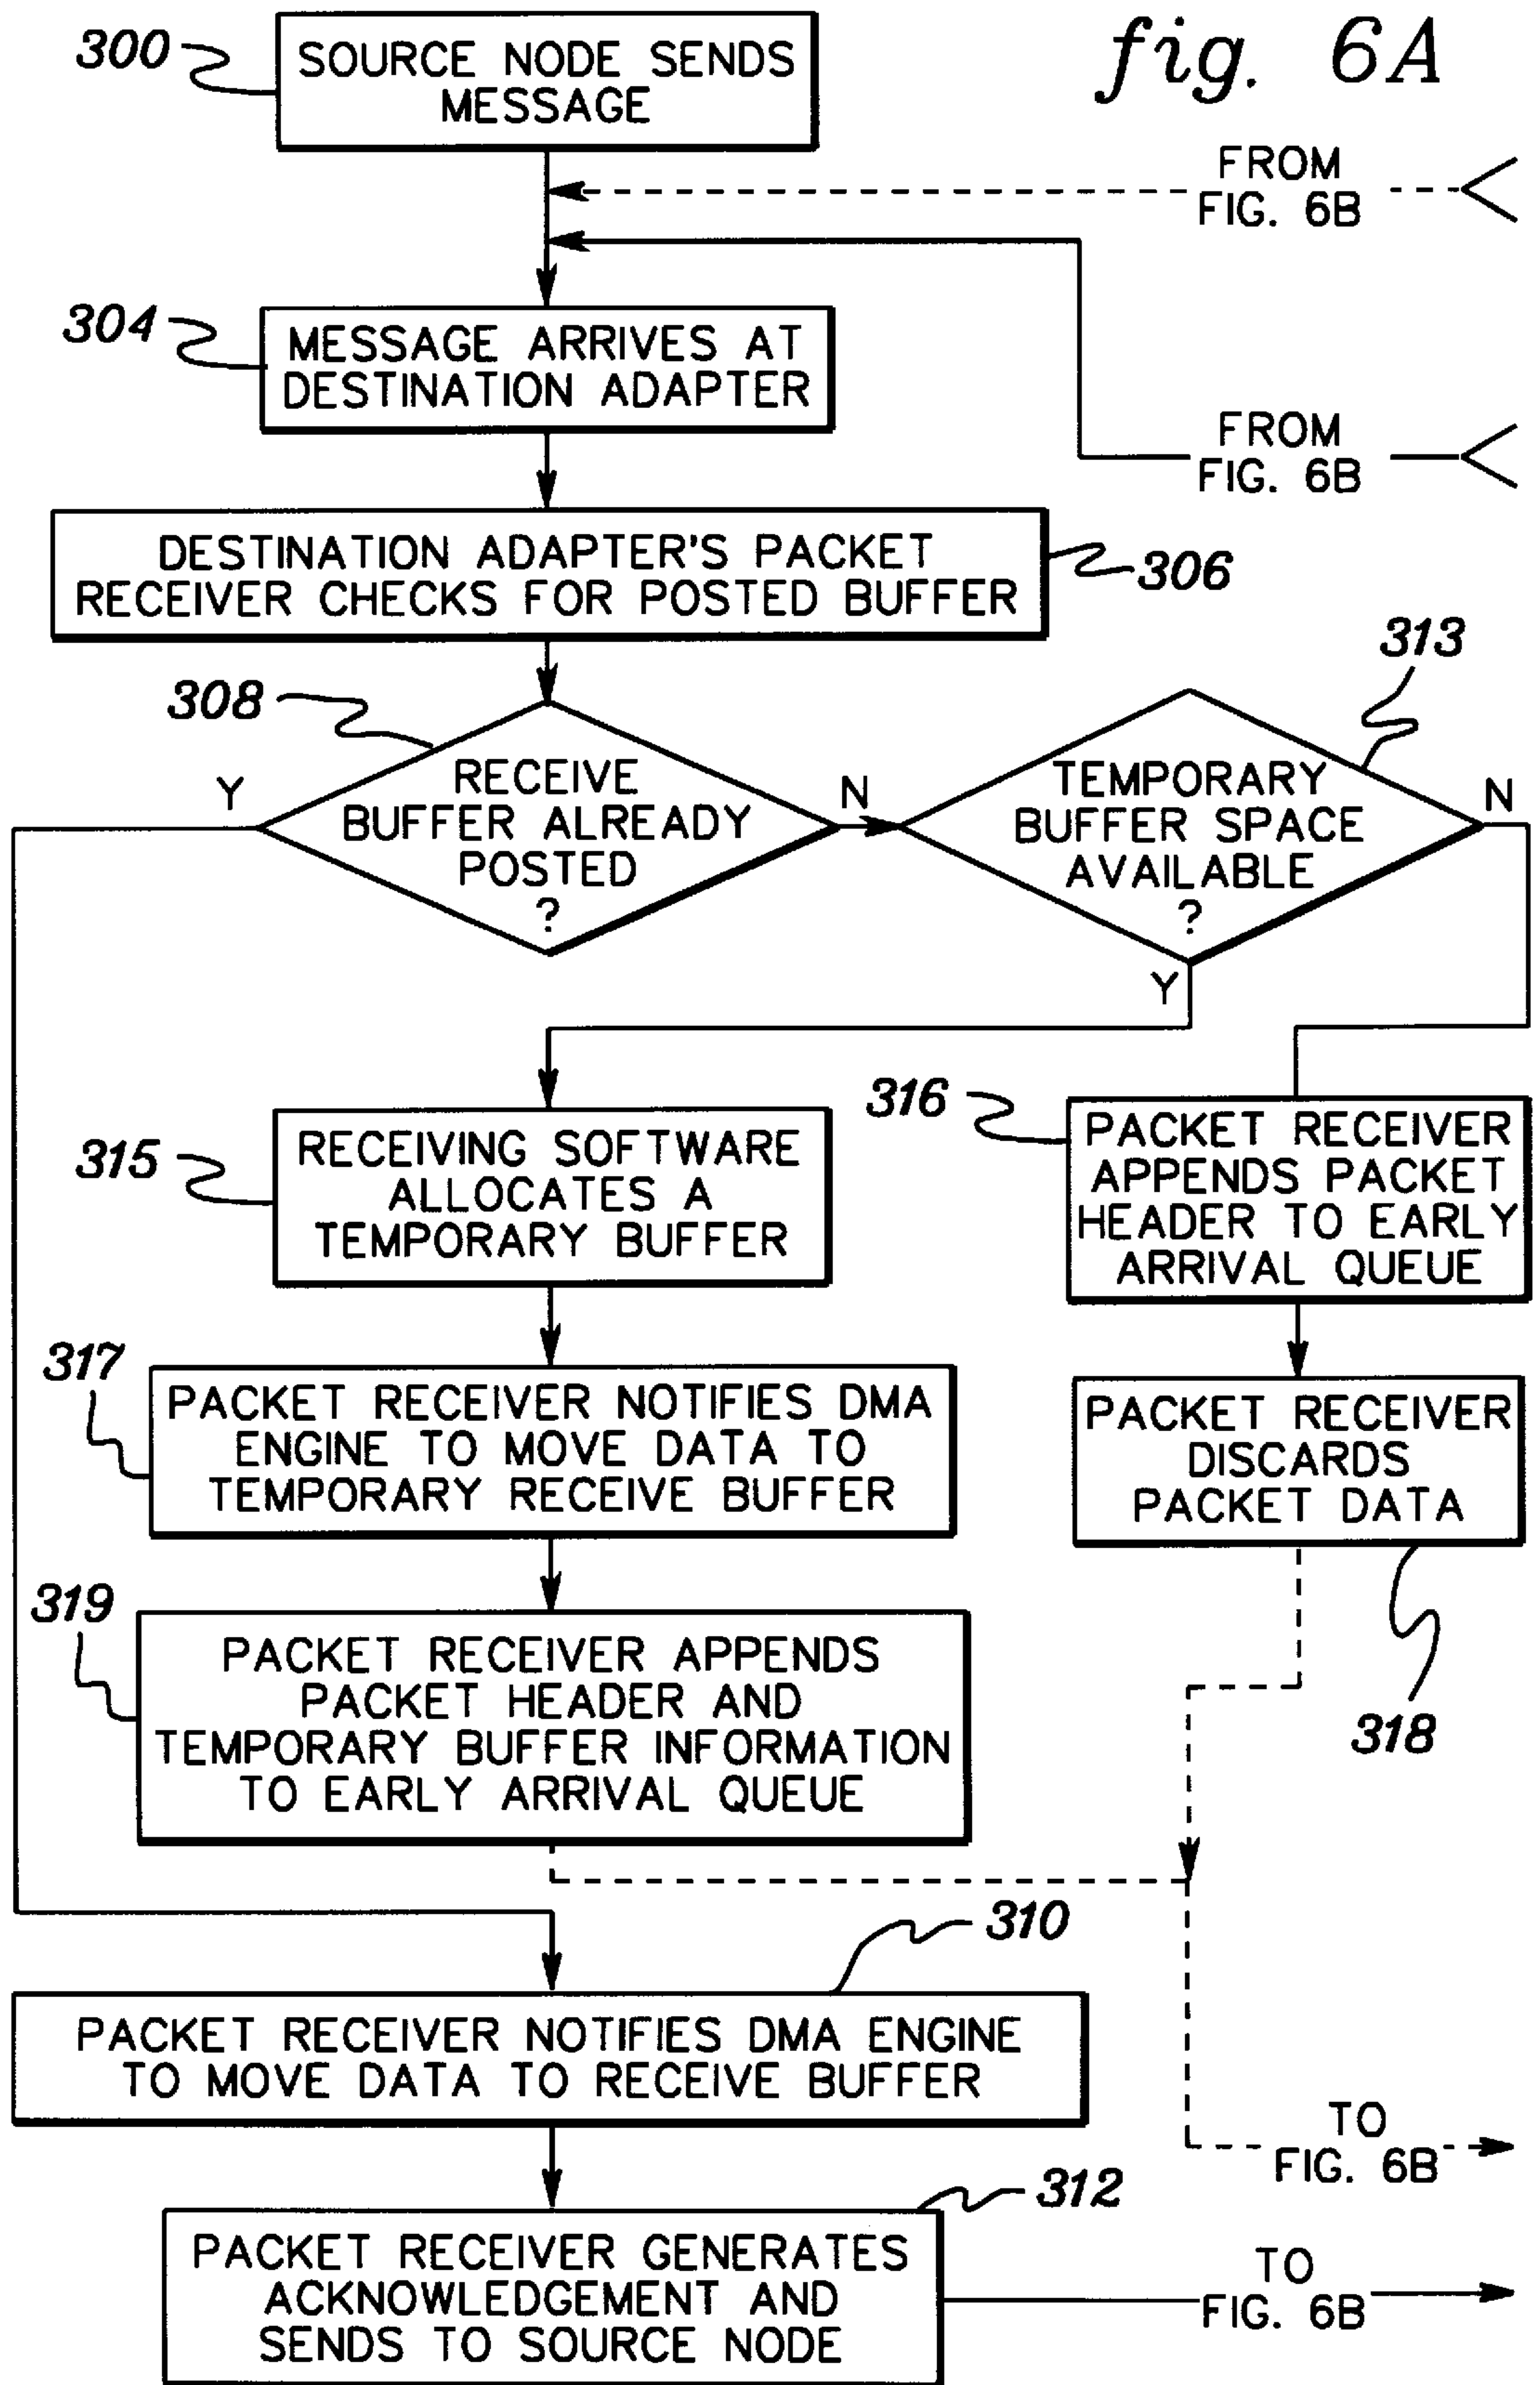 fig. 6A
300
SOURCE NODE SENDS
MESSAGE
FROM
FIG. 6B
304
MESSAGE ARRIVES AT
DESTINATION ADAPTER
FROM
FIG. 6B
DESTINATION ADAPTER'S PACKET
RECEIVER CHECKS FOR POSTED BUFFER
306
308
313
Y
RECEIVE
BUFFER ALREADY
POSTED
?
N
TEMPORARY
BUFFER SPACE
AVAILABLE
?
N
Y
315
RECEIVING SOFTWARE
ALLOCATES A
TEMPORARY BUFFER
316
PACKET RECEIVER
APPENDS PACKET
HEADER TO EARLY
ARRIVAL QUEUE
317
PACKET RECEIVER NOTIFIES DMA
ENGINE TO MOVE DATA TO
TEMPORARY RECEIVE BUFFER
PACKET RECEIVER
DISCARDS
PACKET DATA
318
319
PACKET RECEIVER APPENDS
PACKET HEADER AND
TEMPORARY BUFFER INFORMATION
TO EARLY ARRIVAL QUEUE
310
PACKET RECEIVER NOTIFIES DMA ENGINE
TO MOVE DATA TO RECEIVE BUFFER
TO
FIG. 6B
312
PACKET RECEIVER GENERATES
ACKNOWLEDGEMENT AND
SENDS TO SOURCE NODE
TO
FIG. 6B